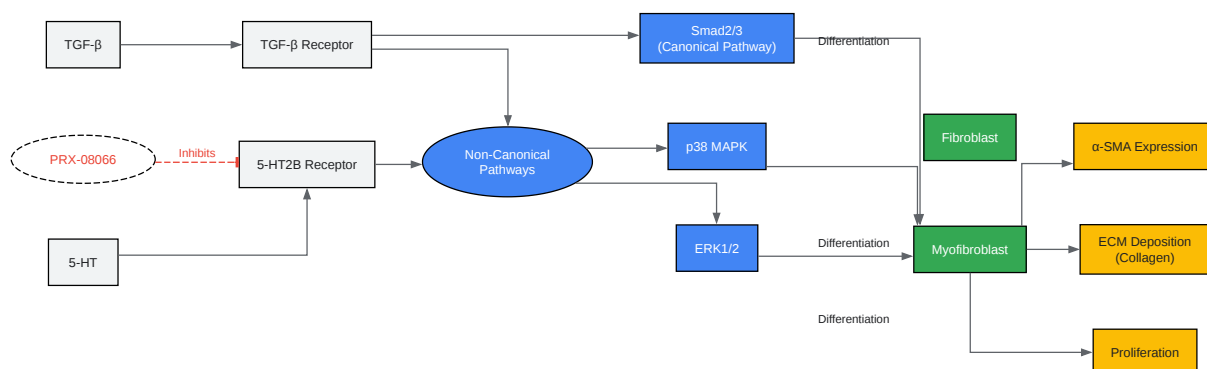 TGF-β
TGF-β Receptor
Smad2/3
(Canonical Pathway)
Differentiation
Fibroblast
PRX-08066
Inhibits
5-HT2B Receptor
Non-Canonical
Pathways
p38 MAPK
α-SMA Expression
5-HT
ERK1/2
Differentiation
Myofibroblast
ECM Deposition
(Collagen)
Differentiation
Proliferation